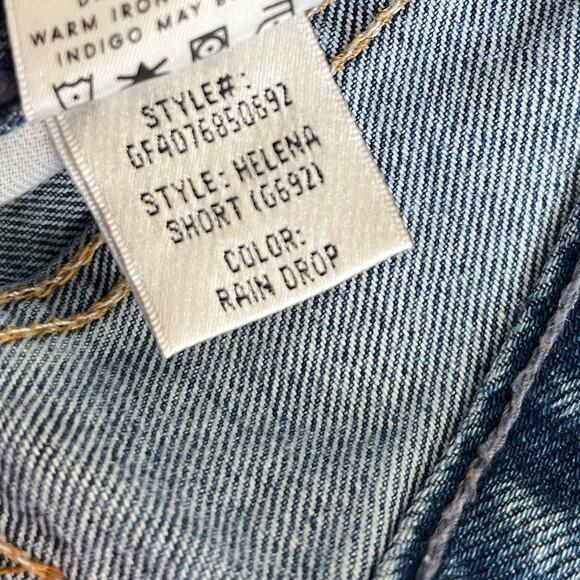 WARM IRON
INDIGO MAY
STYLE#:
GF4076850692
STYLE: HELENA
SHORT (G692)
COLOR:
RAIN DROP